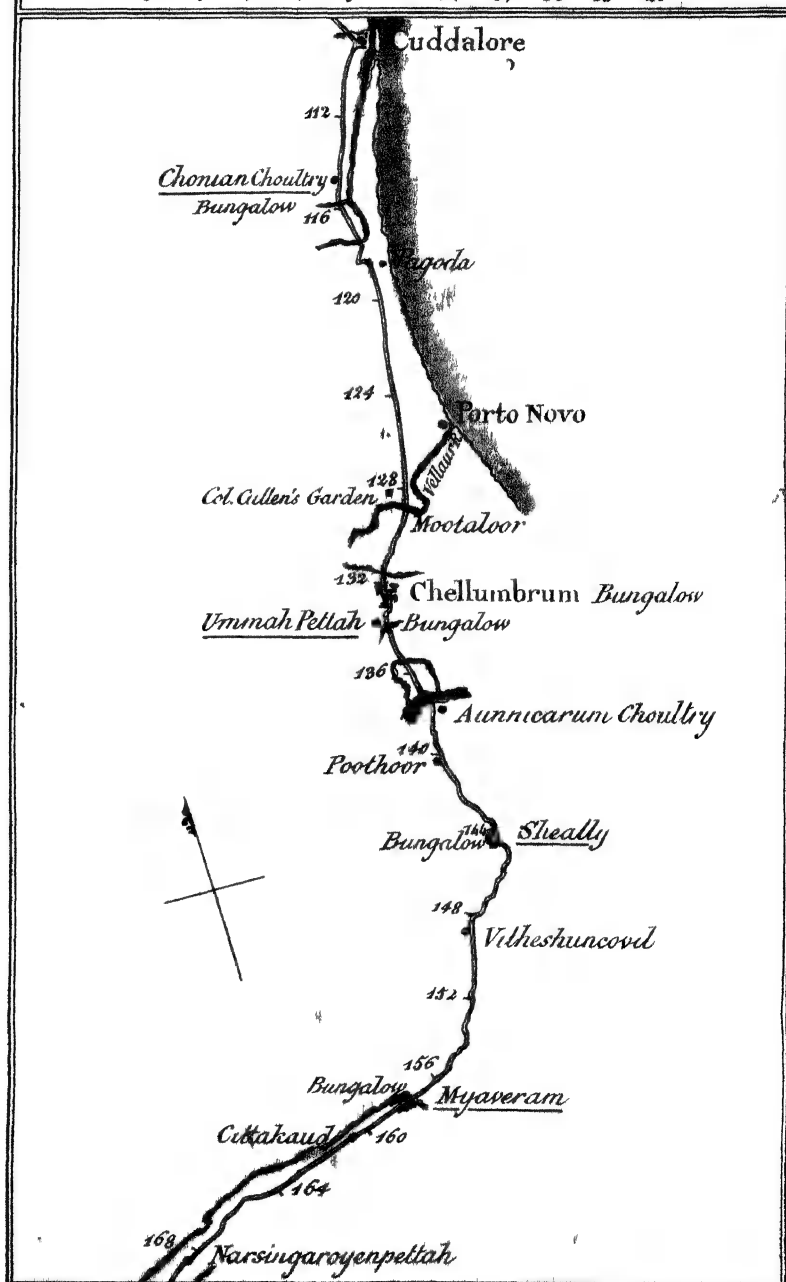 Cuddalore
112
Chonian Choultry
Bungalow 116
Pagoda
120
124
Porto Novo
Vellaur R.
128
Col. Cullen's Garden
Mootaloor
132
Chellumbrum Bungalow
Ummah Pettah Bungalow
136
Aunnicarum Choultry
140
Poothoor
144
Bungalow Sheally
148
Vitheshuncovil
152
156
Bungalow Myaveram
Cuttakaud 160
164
168
Narsingaroyenpettah